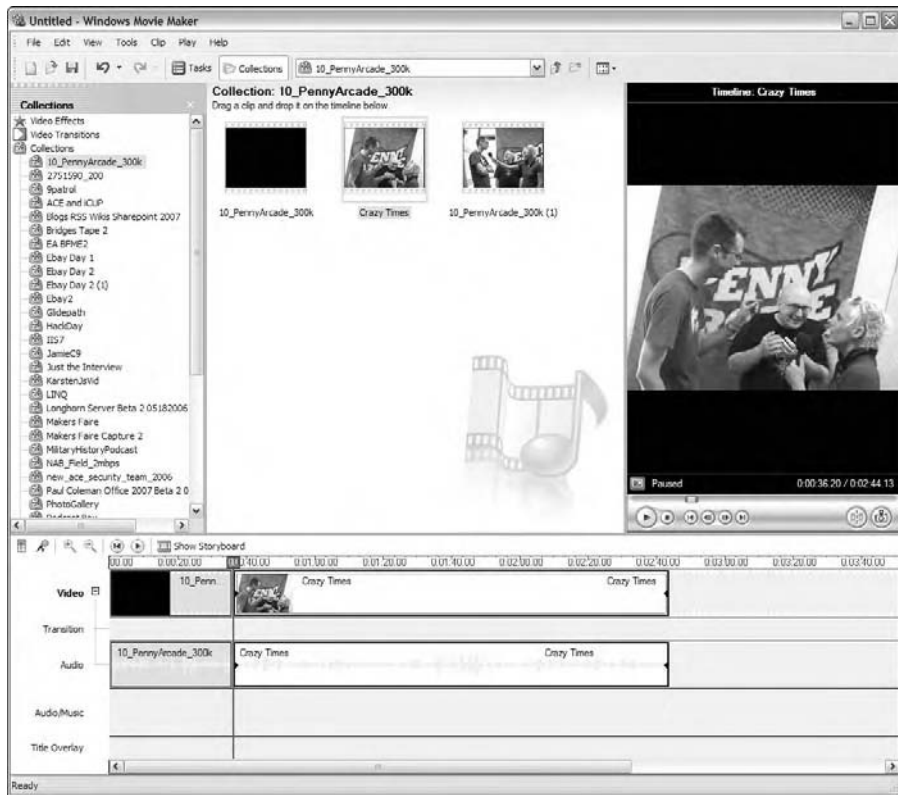 Untitled - Windows Movie Maker
File Edit View Tools Clip Play Help
Tasks Collections 10_PennyArcade_300k
Collections
Video Effects
Video Transitions
Collections
10_PennyArcade_300k
2751590_200
9patrol
ACE and iCUP
Blogs RSS Wikis Sharepoint 2007
Bridges Tape 2
EA BFME2
Ebay Day 1
Ebay Day 2
Ebay Day 2 (1)
Ebay2
Glidepath
HackDay
IIS7
JamieC9
Just the Interview
KarstenJsVid
LINQ
Longhorn Server Beta 2 05182006
Makers Faire
Makers Faire Capture 2
MilitaryHistoryPodcast
NAB_Field_2mbps
new_ace_security_team_2006
Paul Coleman Office 2007 Beta 2 0
PhotoGallery
Collection: 10_PennyArcade_300k
Drag a clip and drop it on the timeline below.
10_PennyArcade_300k
Crazy Times
10_PennyArcade_300k (1)
Timeline: Crazy Times
PENNY
Paused 0:00:36.20 / 0:02:44.13
Show Storyboard
00.00 0:00:20.00 0:40.00 0:01:00.00 0:01:20.00 0:01:40.00 0:02:00.00 0:02:20.00 0:02:40.00 0:03:00.00 0:03:20.00 0:03:40.00
Video 10_Penn... Crazy Times Crazy Times
Transition
Audio 10_PennyArcade_300k Crazy Times Crazy Times
Audio/Music
Title Overlay
Ready